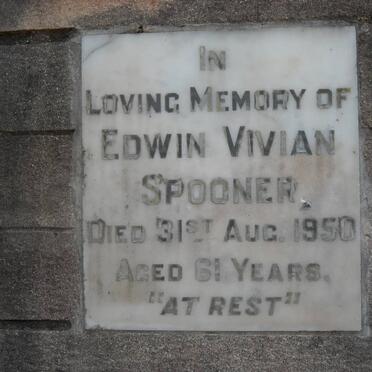 IN
LOVING MEMORY OF
EDWIN VIVIAN
SPOONER,
DIED 31ST AUG. 1950
AGED 61 YEARS.
"AT REST"